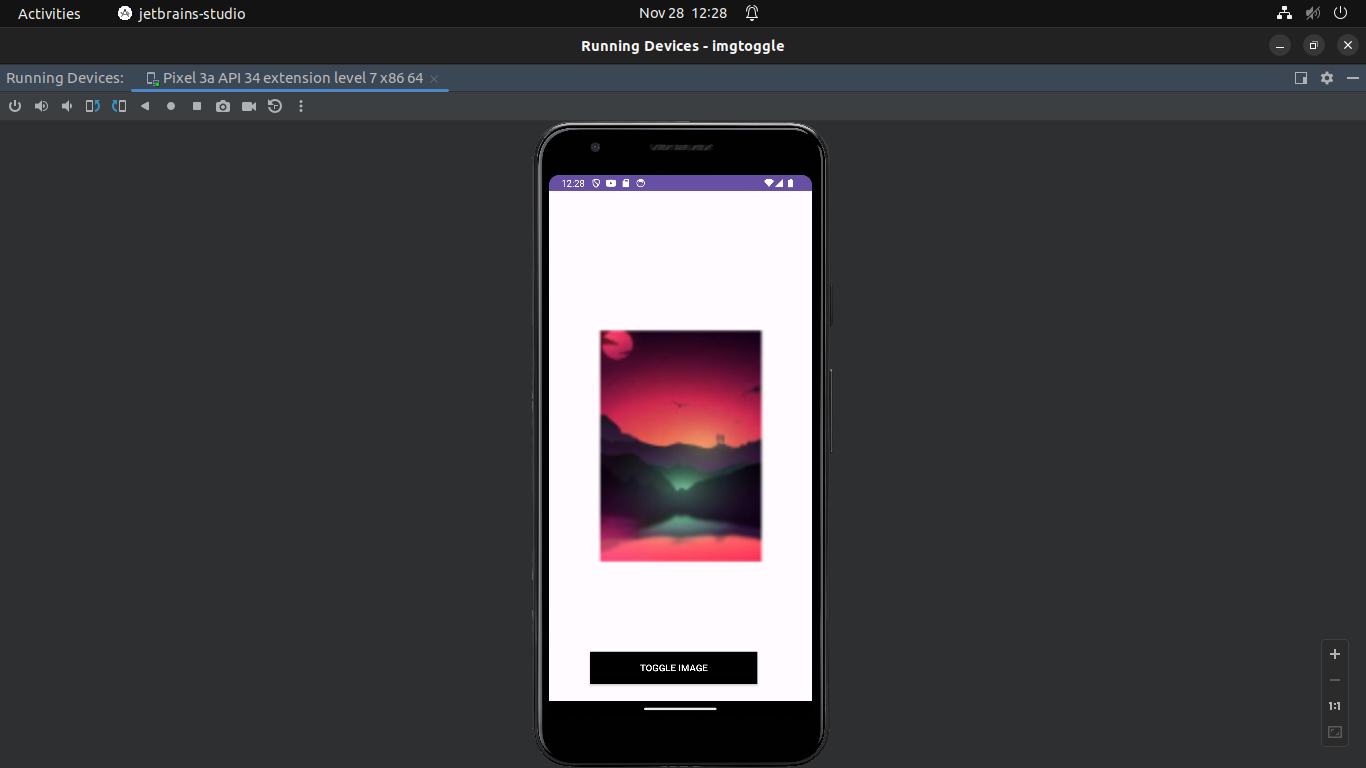 Activities jetbrains-studio Nov 28 12:28
Running Devices - imgtoggle
Running Devices: Pixel 3a API 34 extension level 7 x86 64
12:28
TOGGLE IMAGE
1:1